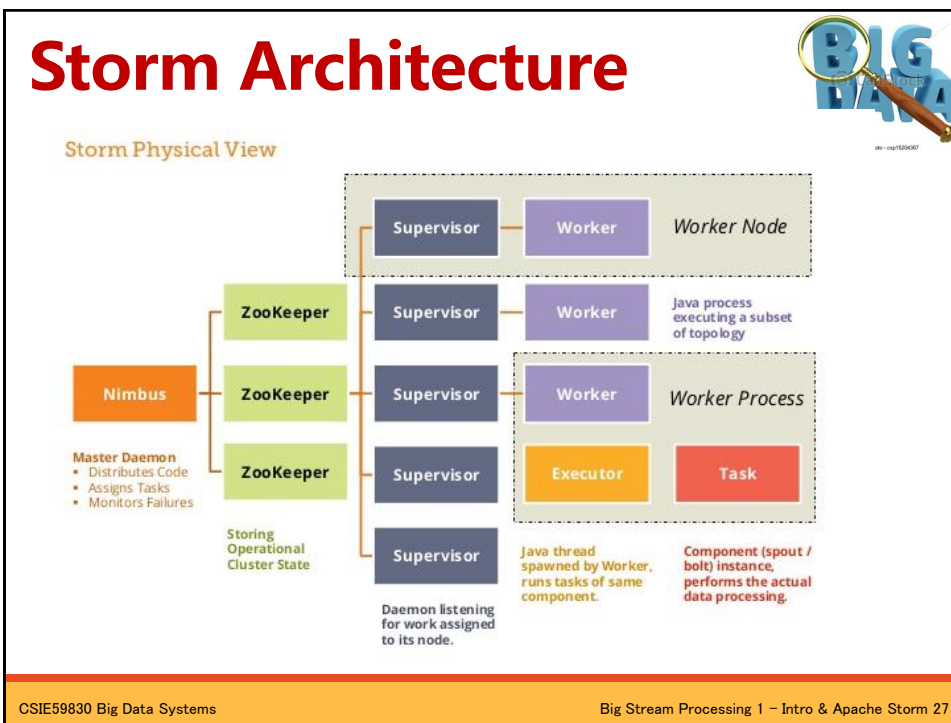 Storm Architecture
BIG
DATA
oto - csp15204367
Storm Physical View
Supervisor
Worker
Worker Node
ZooKeeper
Supervisor
Worker
Java process
executing a subset
of topology
Nimbus
ZooKeeper
Supervisor
Worker
Worker Process
Master Daemon
▪ Distributes Code
▪ Assigns Tasks
▪ Monitors Failures
ZooKeeper
Supervisor
Executor
Task
Storing
Operational
Cluster State
Supervisor
Java thread
spawned by Worker,
runs tasks of same
component.
Component (spout /
bolt) instance,
performs the actual
data processing.
Daemon listening
for work assigned
to its node.
CSIE59830 Big Data Systems
Big Stream Processing 1 – Intro & Apache Storm 27